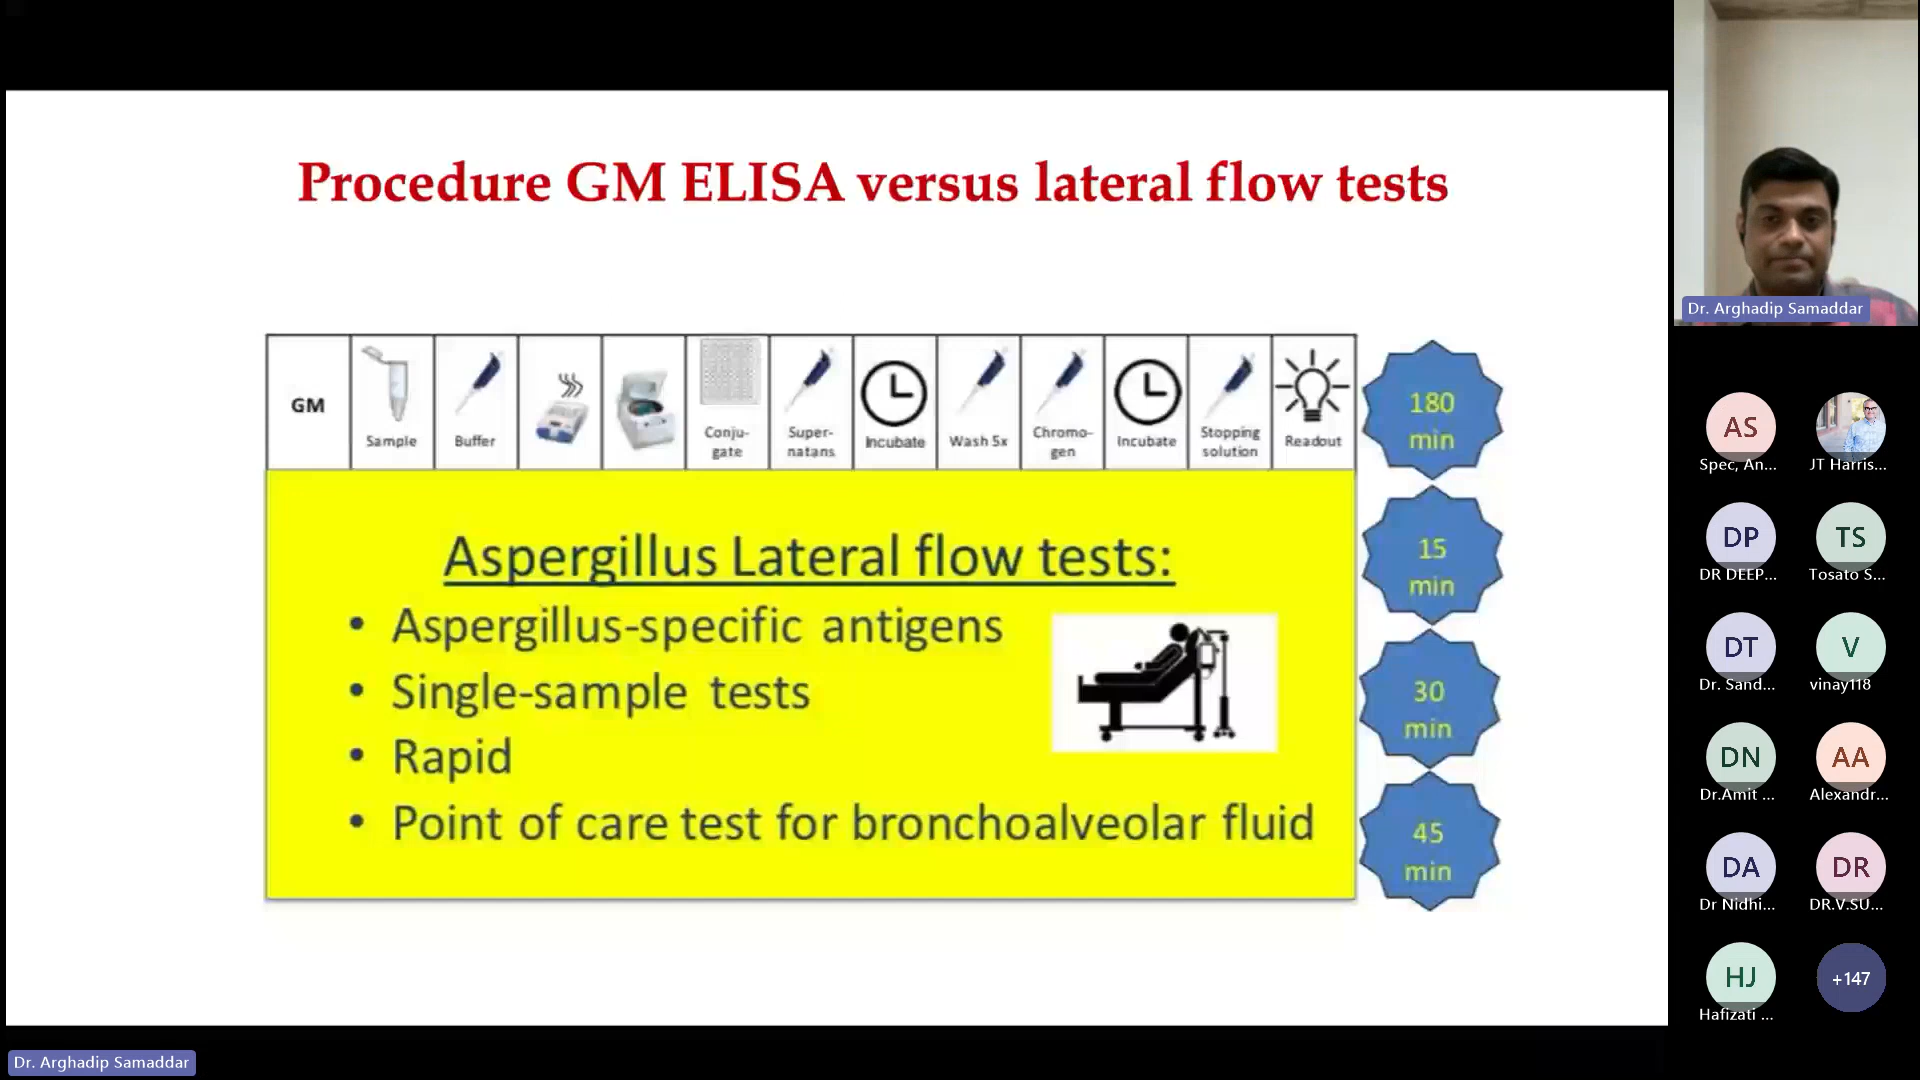 Procedure GM ELISA versus lateral flow tests
GM
Sample
Buffer
Conju-
gate
Super-
natans
Incubate
Wash 5x
Chromo-
gen
Incubate
Stopping
solution
Readout
180
min
Aspergillus Lateral flow tests:
• Aspergillus-specific antigens
• Single-sample tests
• Rapid
• Point of care test for bronchoalveolar fluid
15
min
30
min
45
min
Dr. Arghadip Samaddar
AS
Spec, An...
JT Harris...
DP
DR DEEP...
TS
Tosato S...
DT
Dr. Sand...
V
vinay118
DN
Dr.Amit ...
AA
Alexandr...
DA
Dr Nidhi...
DR
DR.V.SU...
HJ
Hafizati ...
+147
Dr. Arghadip Samaddar